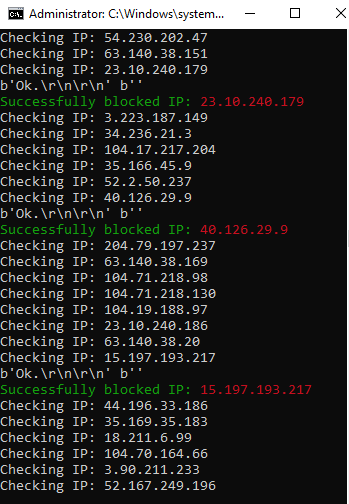 Administrator: C:\Windows\system...
Checking IP: 54.230.202.47
Checking IP: 63.140.38.151
Checking IP: 23.10.240.179
b'Ok.\r\n\r\n' b''
Successfully blocked IP: 23.10.240.179
Checking IP: 3.223.187.149
Checking IP: 34.236.21.3
Checking IP: 104.17.217.204
Checking IP: 35.166.45.9
Checking IP: 52.2.50.237
Checking IP: 40.126.29.9
b'Ok.\r\n\r\n' b''
Successfully blocked IP: 40.126.29.9
Checking IP: 204.79.197.237
Checking IP: 63.140.38.169
Checking IP: 104.71.218.98
Checking IP: 104.71.218.130
Checking IP: 104.19.188.97
Checking IP: 23.10.240.186
Checking IP: 63.140.38.20
Checking IP: 15.197.193.217
b'Ok.\r\n\r\n' b''
Successfully blocked IP: 15.197.193.217
Checking IP: 44.196.33.186
Checking IP: 35.169.35.183
Checking IP: 18.211.6.99
Checking IP: 104.70.164.66
Checking IP: 3.90.211.233
Checking IP: 52.167.249.196